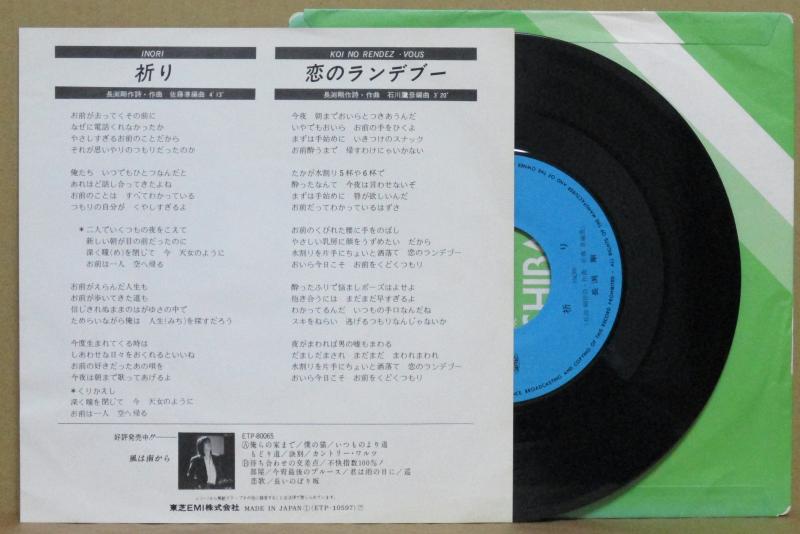 INORI
祈り
長渕剛作詩・作曲 佐藤準編曲 4'13"
お前が去ってくその前に
なぜに電話くれなかったか
やさしすぎるお前のことだから
それが思いやりのつもりだったのか
俺たち いつでもひとつなんだと
あれほど話し合ってきたよね
お前のことは すべてわかっている
つもりの自分が くやしすぎるよ
*二人でいくつもの夜をこえて
新しい朝が目の前だったのに
深く瞳(め)を閉じて 今 天女のように
お前は一人 空へ帰る
お前がえらんだ人生も
お前が歩いてきた道も
信じきれぬままのはがゆさの中で
ためらいながら俺は 人生(みち)を探すだろう
今度生まれてくる時は
しあわせな日々をおくれるといいね
お前の好きだったあの唄を
今夜は朝まで歌ってあげるよ
*くりかえし
深く瞳を閉じて 今 天女のように
お前は一人 空へ帰る
KOI NO RENDEZ・VOUS
恋のランデブー
長渕剛作詩・作曲 石川鷹彦編曲 3'20"
今夜 朝までおいらとつきあうんだ
いやでもおいら お前の手をひくよ
まずは手始めに いきつけのスナック
お前酔うまで 帰すわけにゃいかない
たかが水割り5杯や6杯で
酔ったなんて 今夜は言わせないぞ
まずは手始めに 唇が欲しいんだ
お前だってわかっているはずさ
お前のくびれた腰に手をのばし
やさしい乳房に顔をうずめたい だから
水割りを片手にちょいと洒落て 恋のランデブー
おいら今日こそ お前をくどくつもり
酔ったふりで悩ましポーズはよせよ
抱き合うには まだまだ早すぎるよ
わかってるんだ いつもの手口なんだね
スキをねらい 逃げるつもりなんじゃないか
夜がまわれば男の嘘もまわる
だましだまされ まだまだ まわれまわれ
水割りを片手にちょいと洒落て 恋のランデブー
おいら今日こそ お前をくどくつもり
好評発売中!!
風は南から
ETP-80065
Ⓐ俺らの家まで/僕の猫/いつものより道
もどり道/訣別/カントリー・ワルツ
Ⓑ待ち合わせの交差点/不快指数100%ノ
部屋/今宵最後のブルース/君は雨の日に/巡
恋歌/長いのぼり坂
東芝EMI株式会社 MADE IN JAPAN ① (ETP-10597)
祈り
長渕 剛